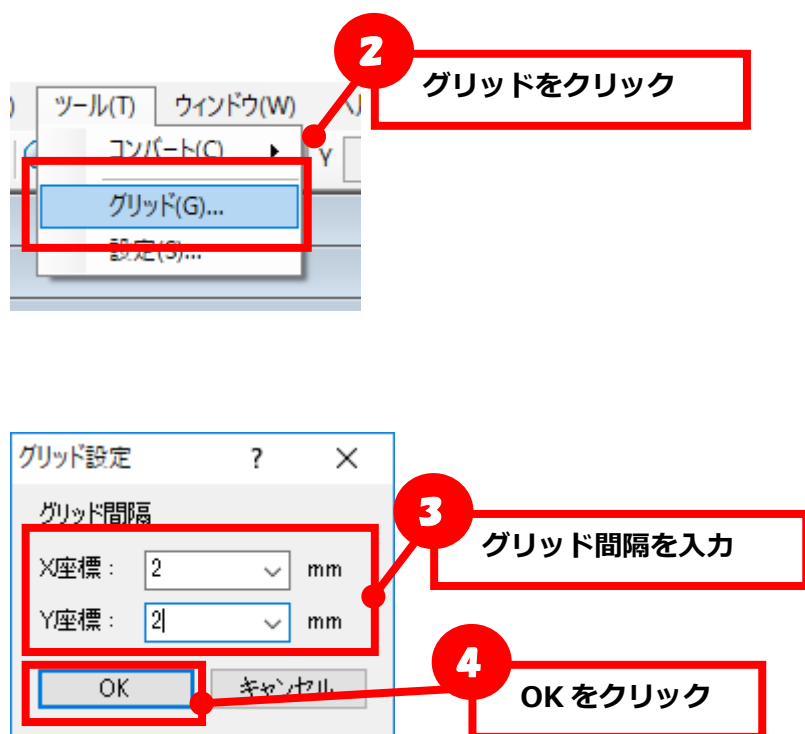 2
グリッドをクリック
) ツール(T) ウィンドウ(W)
コンバート(C)
Y
グリッド(G)...
設定(S)...
グリッド設定 ? ×
グリッド間隔
3
グリッド間隔を入力
X座標: 2 mm
Y座標: 2 mm
4
OK キャンセル
OK をクリック